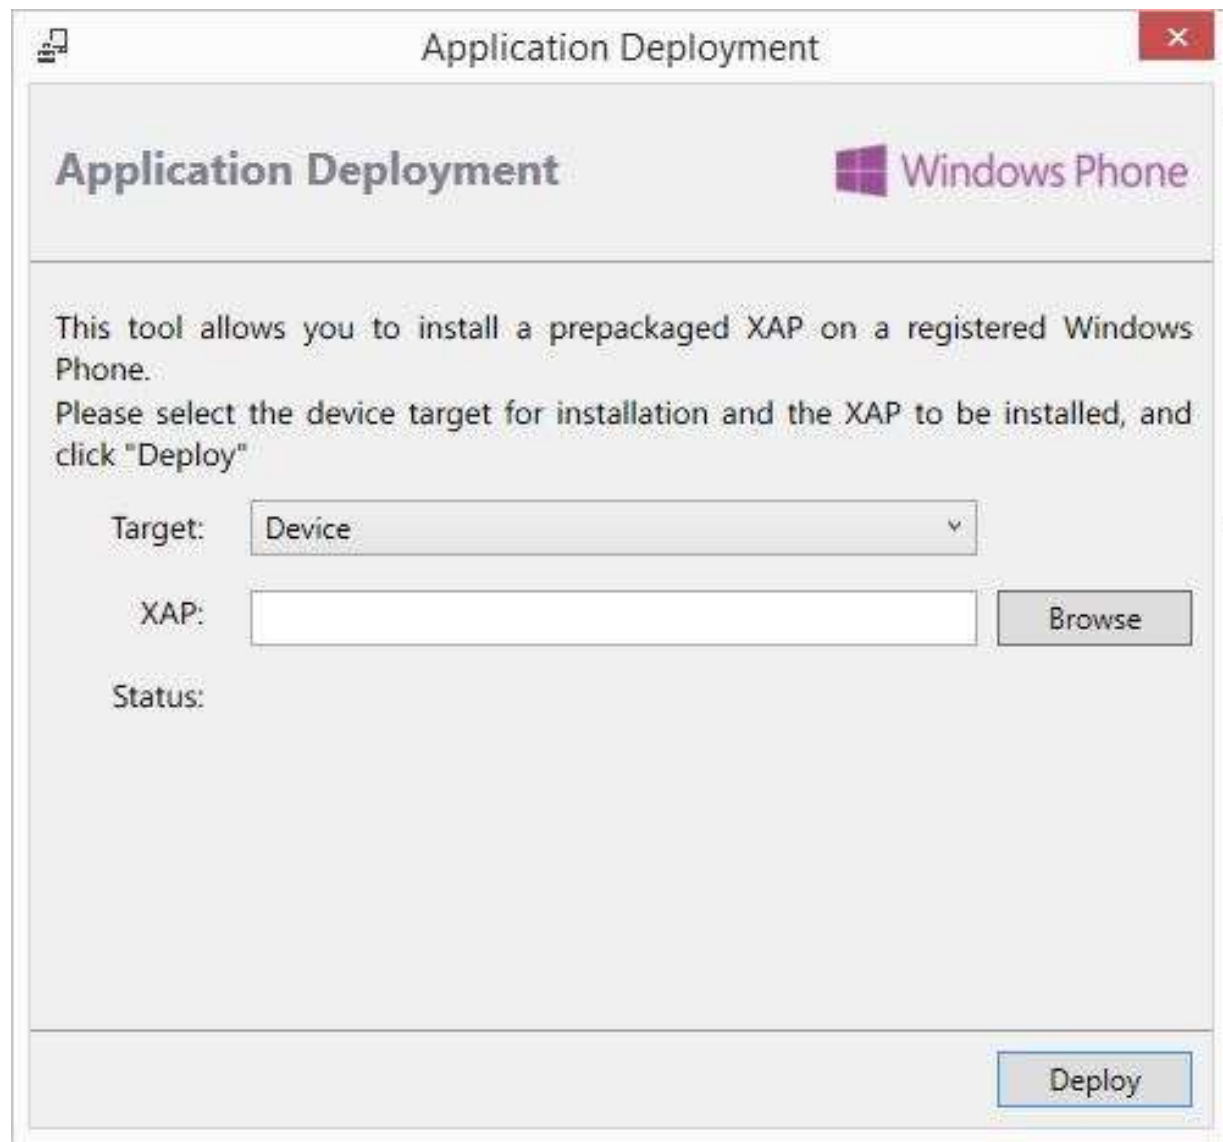 Application Deployment
Application Deployment
Windows Phone
This tool allows you to install a prepackaged XAP on a registered Windows
Phone.
Please select the device target for installation and the XAP to be installed, and
click "Deploy"
Target:
Device
XAP:
Browse
Status:
Deploy